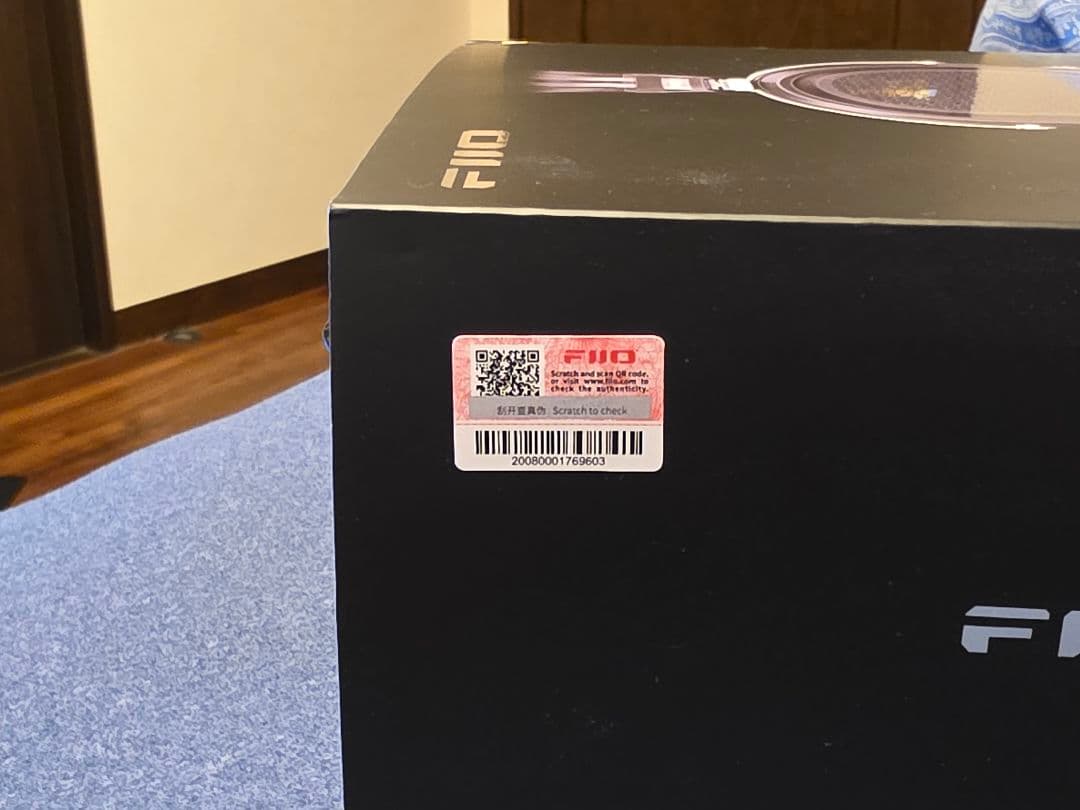 FIIO
FIIO
Scratch and scan QR code,
or visit www.fiio.com to
check the authenticity.
刮开查真伪 Scratch to check
20080001769603